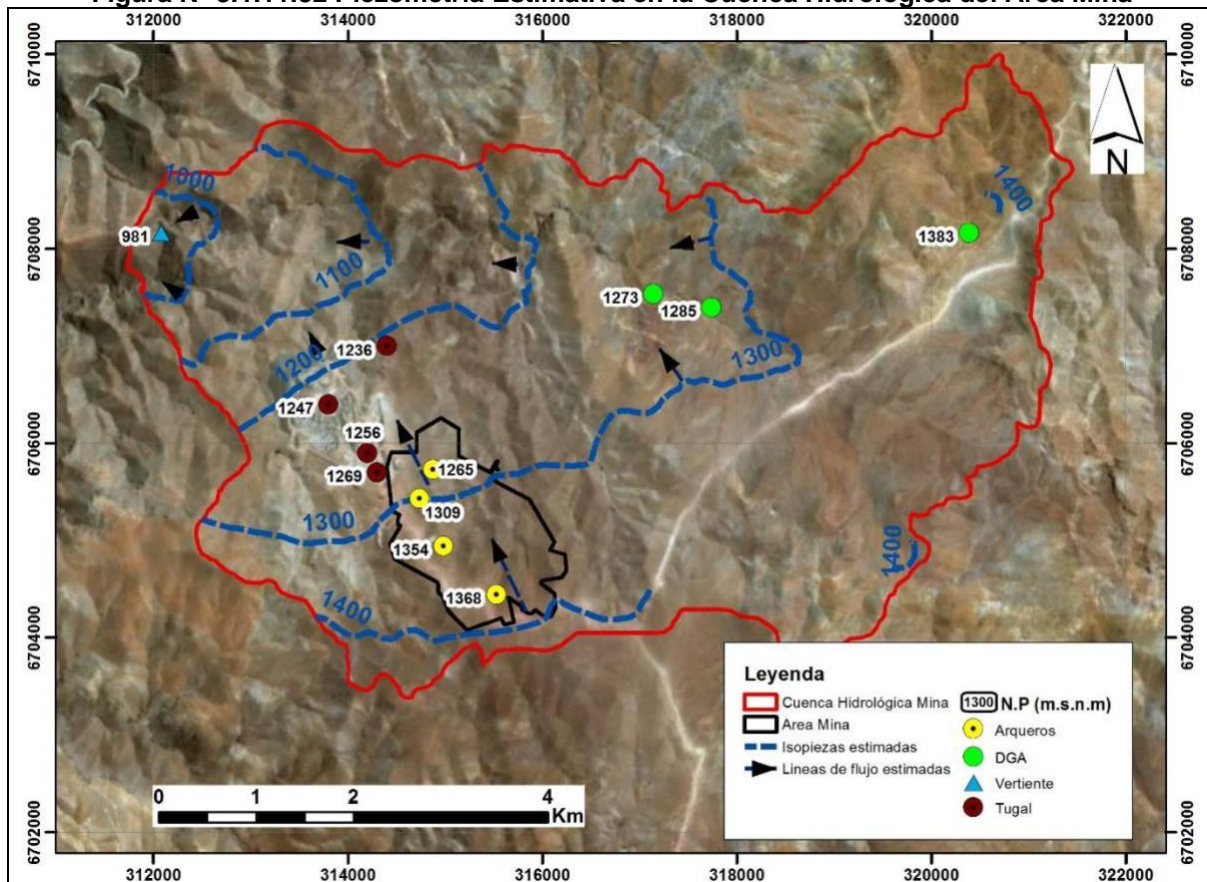 312000 314000 316000 318000 320000 322000
6710000 6710000
1000
1400
981
1383
6708000 6708000
1100
1273
1285
1200
1236
1300
1247
6706000 6706000
1256
1265
1269
1309
1300
1354
1400
1368
1400
6704000 6704000
Leyenda
Cuenca Hidrológica Mina
Area Mina
Isopiezas estimadas
Lineas de flujo estimadas
1300 N.P (m.s.n.m)
Arqueros
DGA
Vertiente
Tugal
N
0 1 2 4
Km
6702000 6702000
312000 314000 316000 318000 320000 322000